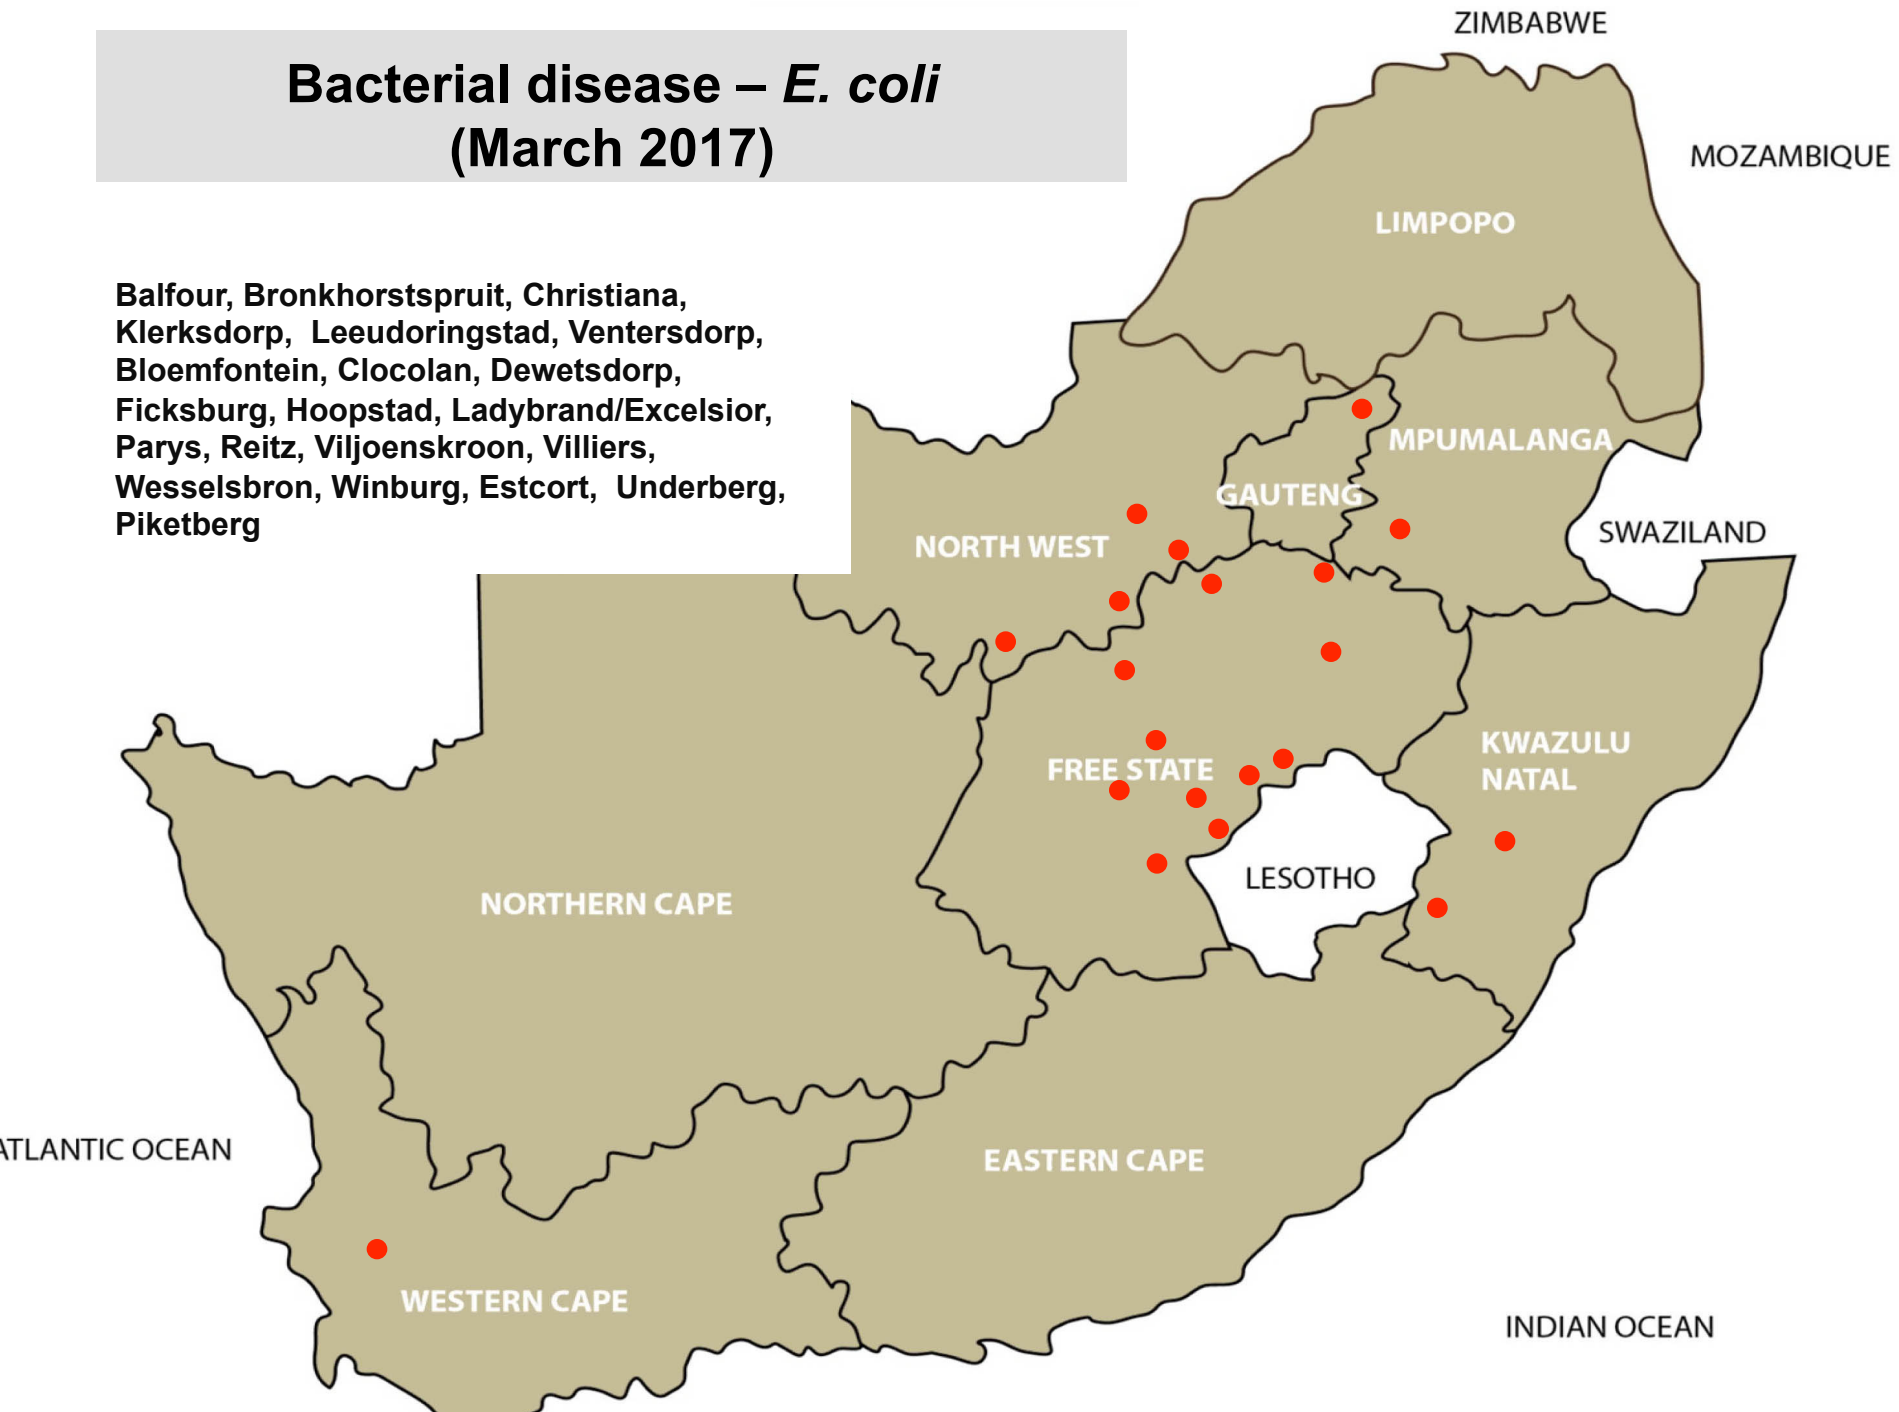 Bacterial disease – E. coli
(March 2017)
Balfour, Bronkhorstspruit, Christiana,
Klerksdorp, Leeudoringstad, Ventersdorp,
Bloemfontein, Clocolan, Dewetsdorp,
Ficksburg, Hoopstad, Ladybrand/Excelsior,
Parys, Reitz, Viljoenskroon, Villiers,
Wesselsbron, Winburg, Estcort, Underberg,
Piketberg
ZIMBABWE
MOZAMBIQUE
LIMPOPO
MPUMALANGA
GAUTENG
SWAZILAND
NORTH WEST
KWAZULU
NATAL
FREE STATE
LESOTHO
NORTHERN CAPE
ATLANTIC OCEAN
EASTERN CAPE
WESTERN CAPE
INDIAN OCEAN